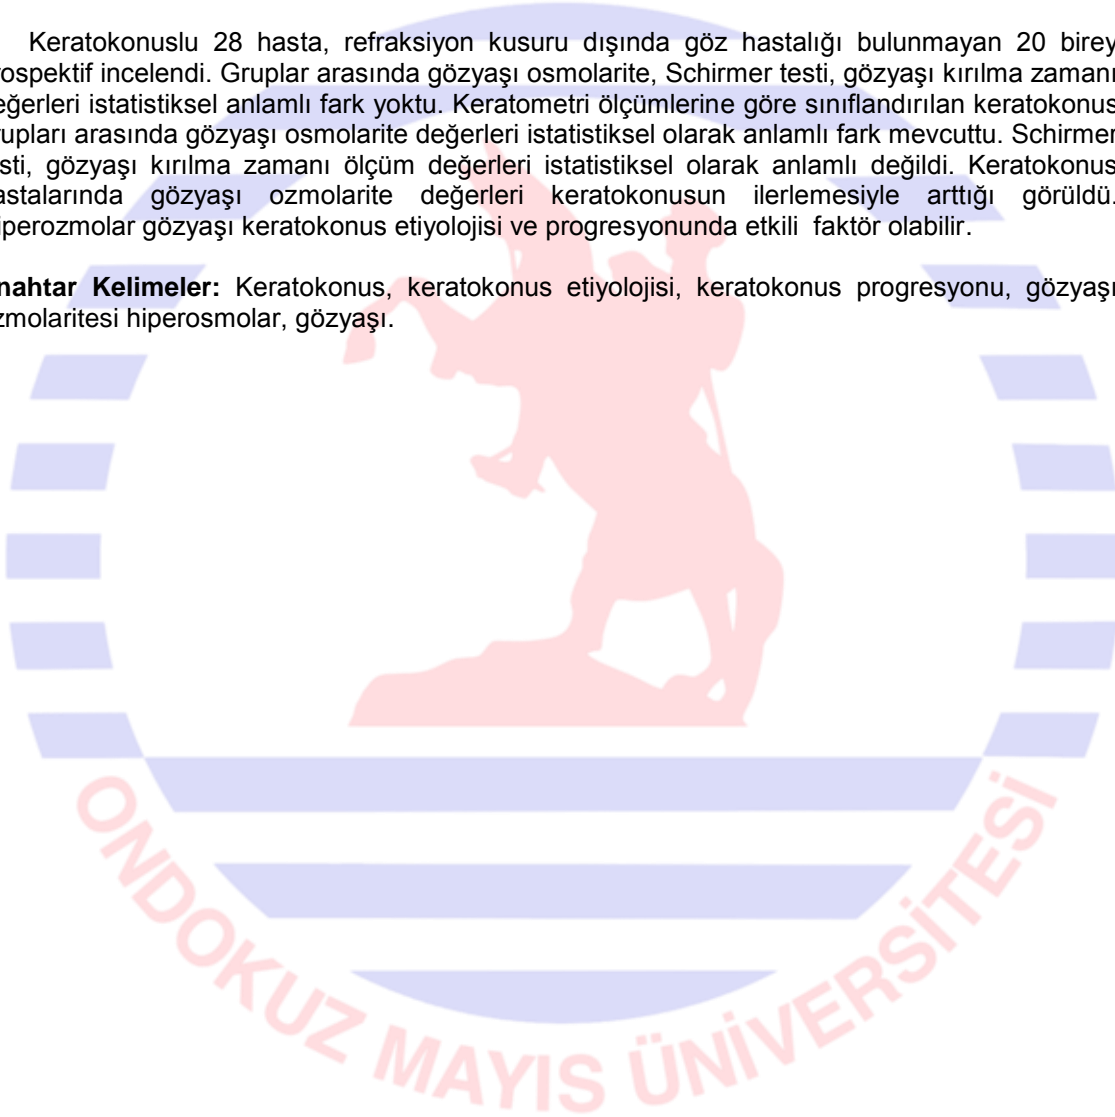 Keratokonuslu 28 hasta, refraksiyon kusuru dışında göz hastalığı bulunmayan 20 birey
rospektif incelendi. Gruplar arasında gözyaşı osmolarite, Schirmer testi, gözyaşı kırılma zamanı
eğerleri istatistiksel anlamlı fark yoktu. Keratometri ölçümlerine göre sınıflandırılan keratokonus
rupları arasında gözyaşı osmolarite değerleri istatistiksel olarak anlamlı fark mevcuttu. Schirmer
sti, gözyaşı kırılma zamanı ölçüm değerleri istatistiksel olarak anlamlı değildi. Keratokonus
astalarında gözyaşı ozmolarite değerleri keratokonusun ilerlemesiyle arttığı görüldü.
iperozmolar gözyaşı keratokonus etiyolojisi ve progresyonunda etkili faktör olabilir.
nahtar Kelimeler: Keratokonus, keratokonus etiyolojisi, keratokonus progresyonu, gözyaşı
zmolaritesi hiperosmolar, gözyaşı.
ONDOKUZ MAYIS ÜNİVERSİTESİ